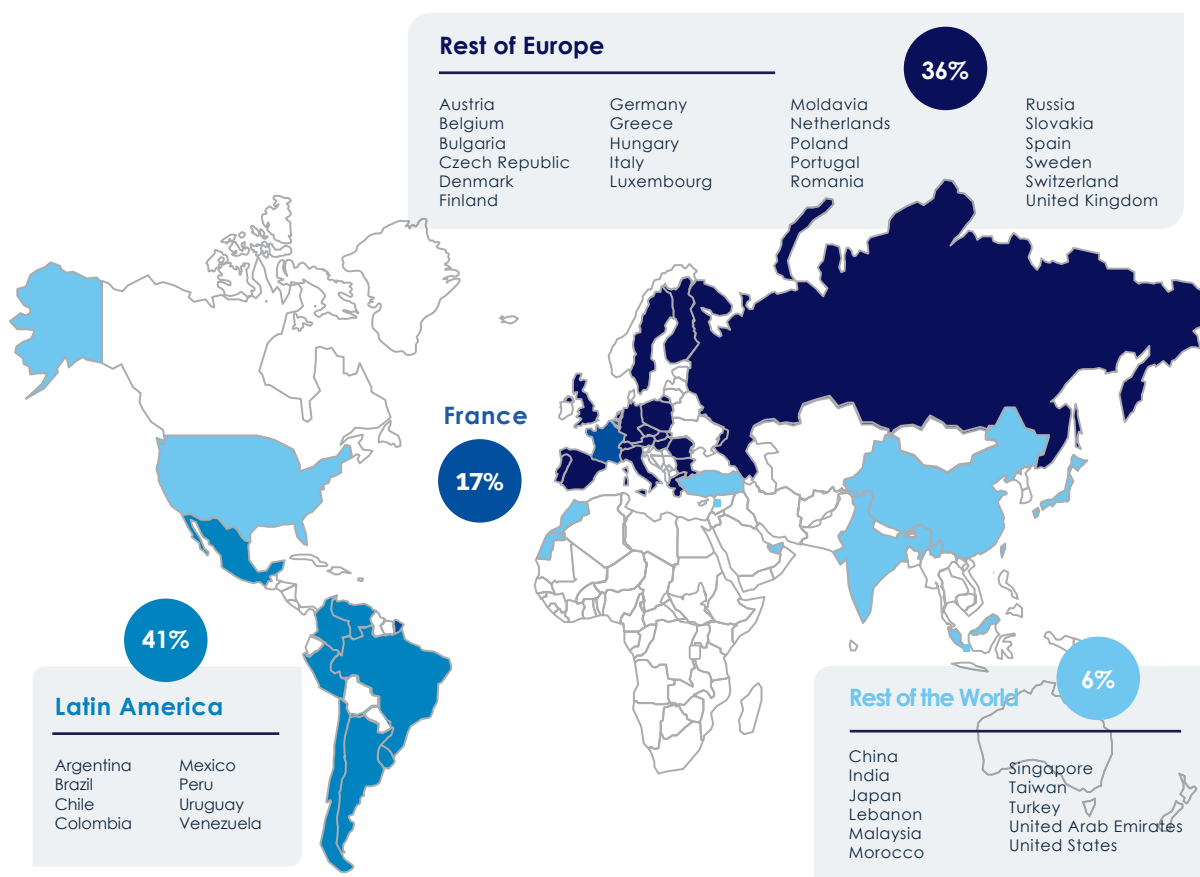 Rest of Europe
36%
Austria
Belgium
Bulgaria
Czech Republic
Denmark
Finland
Germany
Greece
Hungary
Italy
Luxembourg
Moldavia
Netherlands
Poland
Portugal
Romania
Russia
Slovakia
Spain
Sweden
Switzerland
United Kingdom
France
17%
41%
Latin America
Argentina
Brazil
Chile
Colombia
Mexico
Peru
Uruguay
Venezuela
6%
Rest of the World
China
India
Japan
Lebanon
Malaysia
Morocco
Singapore
Taiwan
Turkey
United Arab Emirates
United States